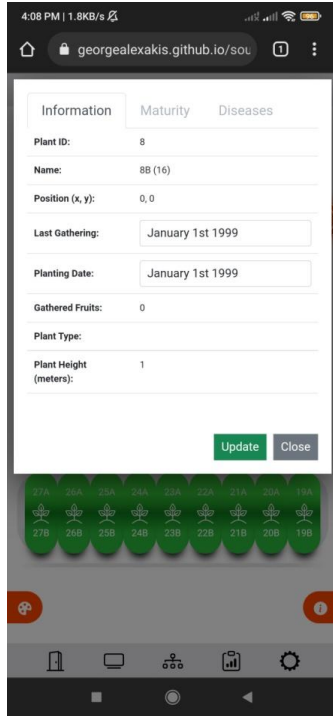 4:08 PM | 1.8KB/s
georgealexakis.github.io/sou
1
Information Maturity Diseases
Plant ID: 8
Name: 8B (16)
Position (x, y): 0, 0
Last Gathering: January 1st 1999
Planting Date: January 1st 1999
Gathered Fruits: 0
Plant Type:
Plant Height 1
(meters):
Update Close
27A 26A 25A 24A 23A 22A 21A 20A 19A
27B 26B 25B 24B 23B 22B 21B 20B 19B